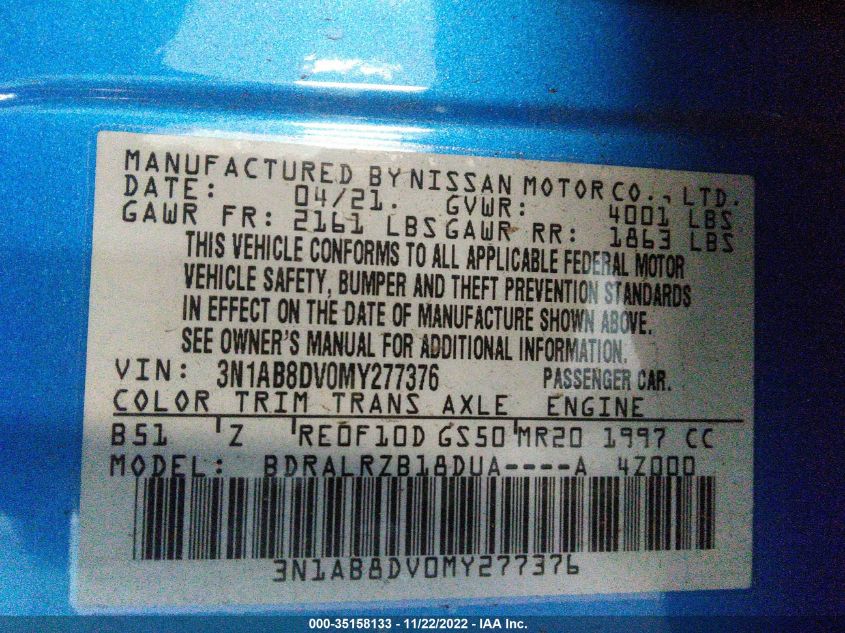 MANUFACTURED BY NISSAN MOTOR CO., LTD.
DATE: 04/21. GVWR: 4001 LBS
GAWR FR: 2161 LBS GAWR RR: 1863 LBS
THIS VEHICLE CONFORMS TO ALL APPLICABLE FEDERAL MOTOR
VEHICLE SAFETY, BUMPER AND THEFT PREVENTION STANDARDS
IN EFFECT ON THE DATE OF MANUFACTURE SHOWN ABOVE.
SEE OWNER'S MANUAL FOR ADDITIONAL INFORMATION.
VIN: 3N1AB8DV0MY277376 PASSENGER CAR.
COLOR TRIM TRANS AXLE ENGINE
B51 Z RE0F10D GS50 MR20 1997 CC
MODEL: BDRALRZB18DUA----A 4Z000
3N1AB8DV0MY277376
000-35158133 - 11/22/2022 - IAA Inc.